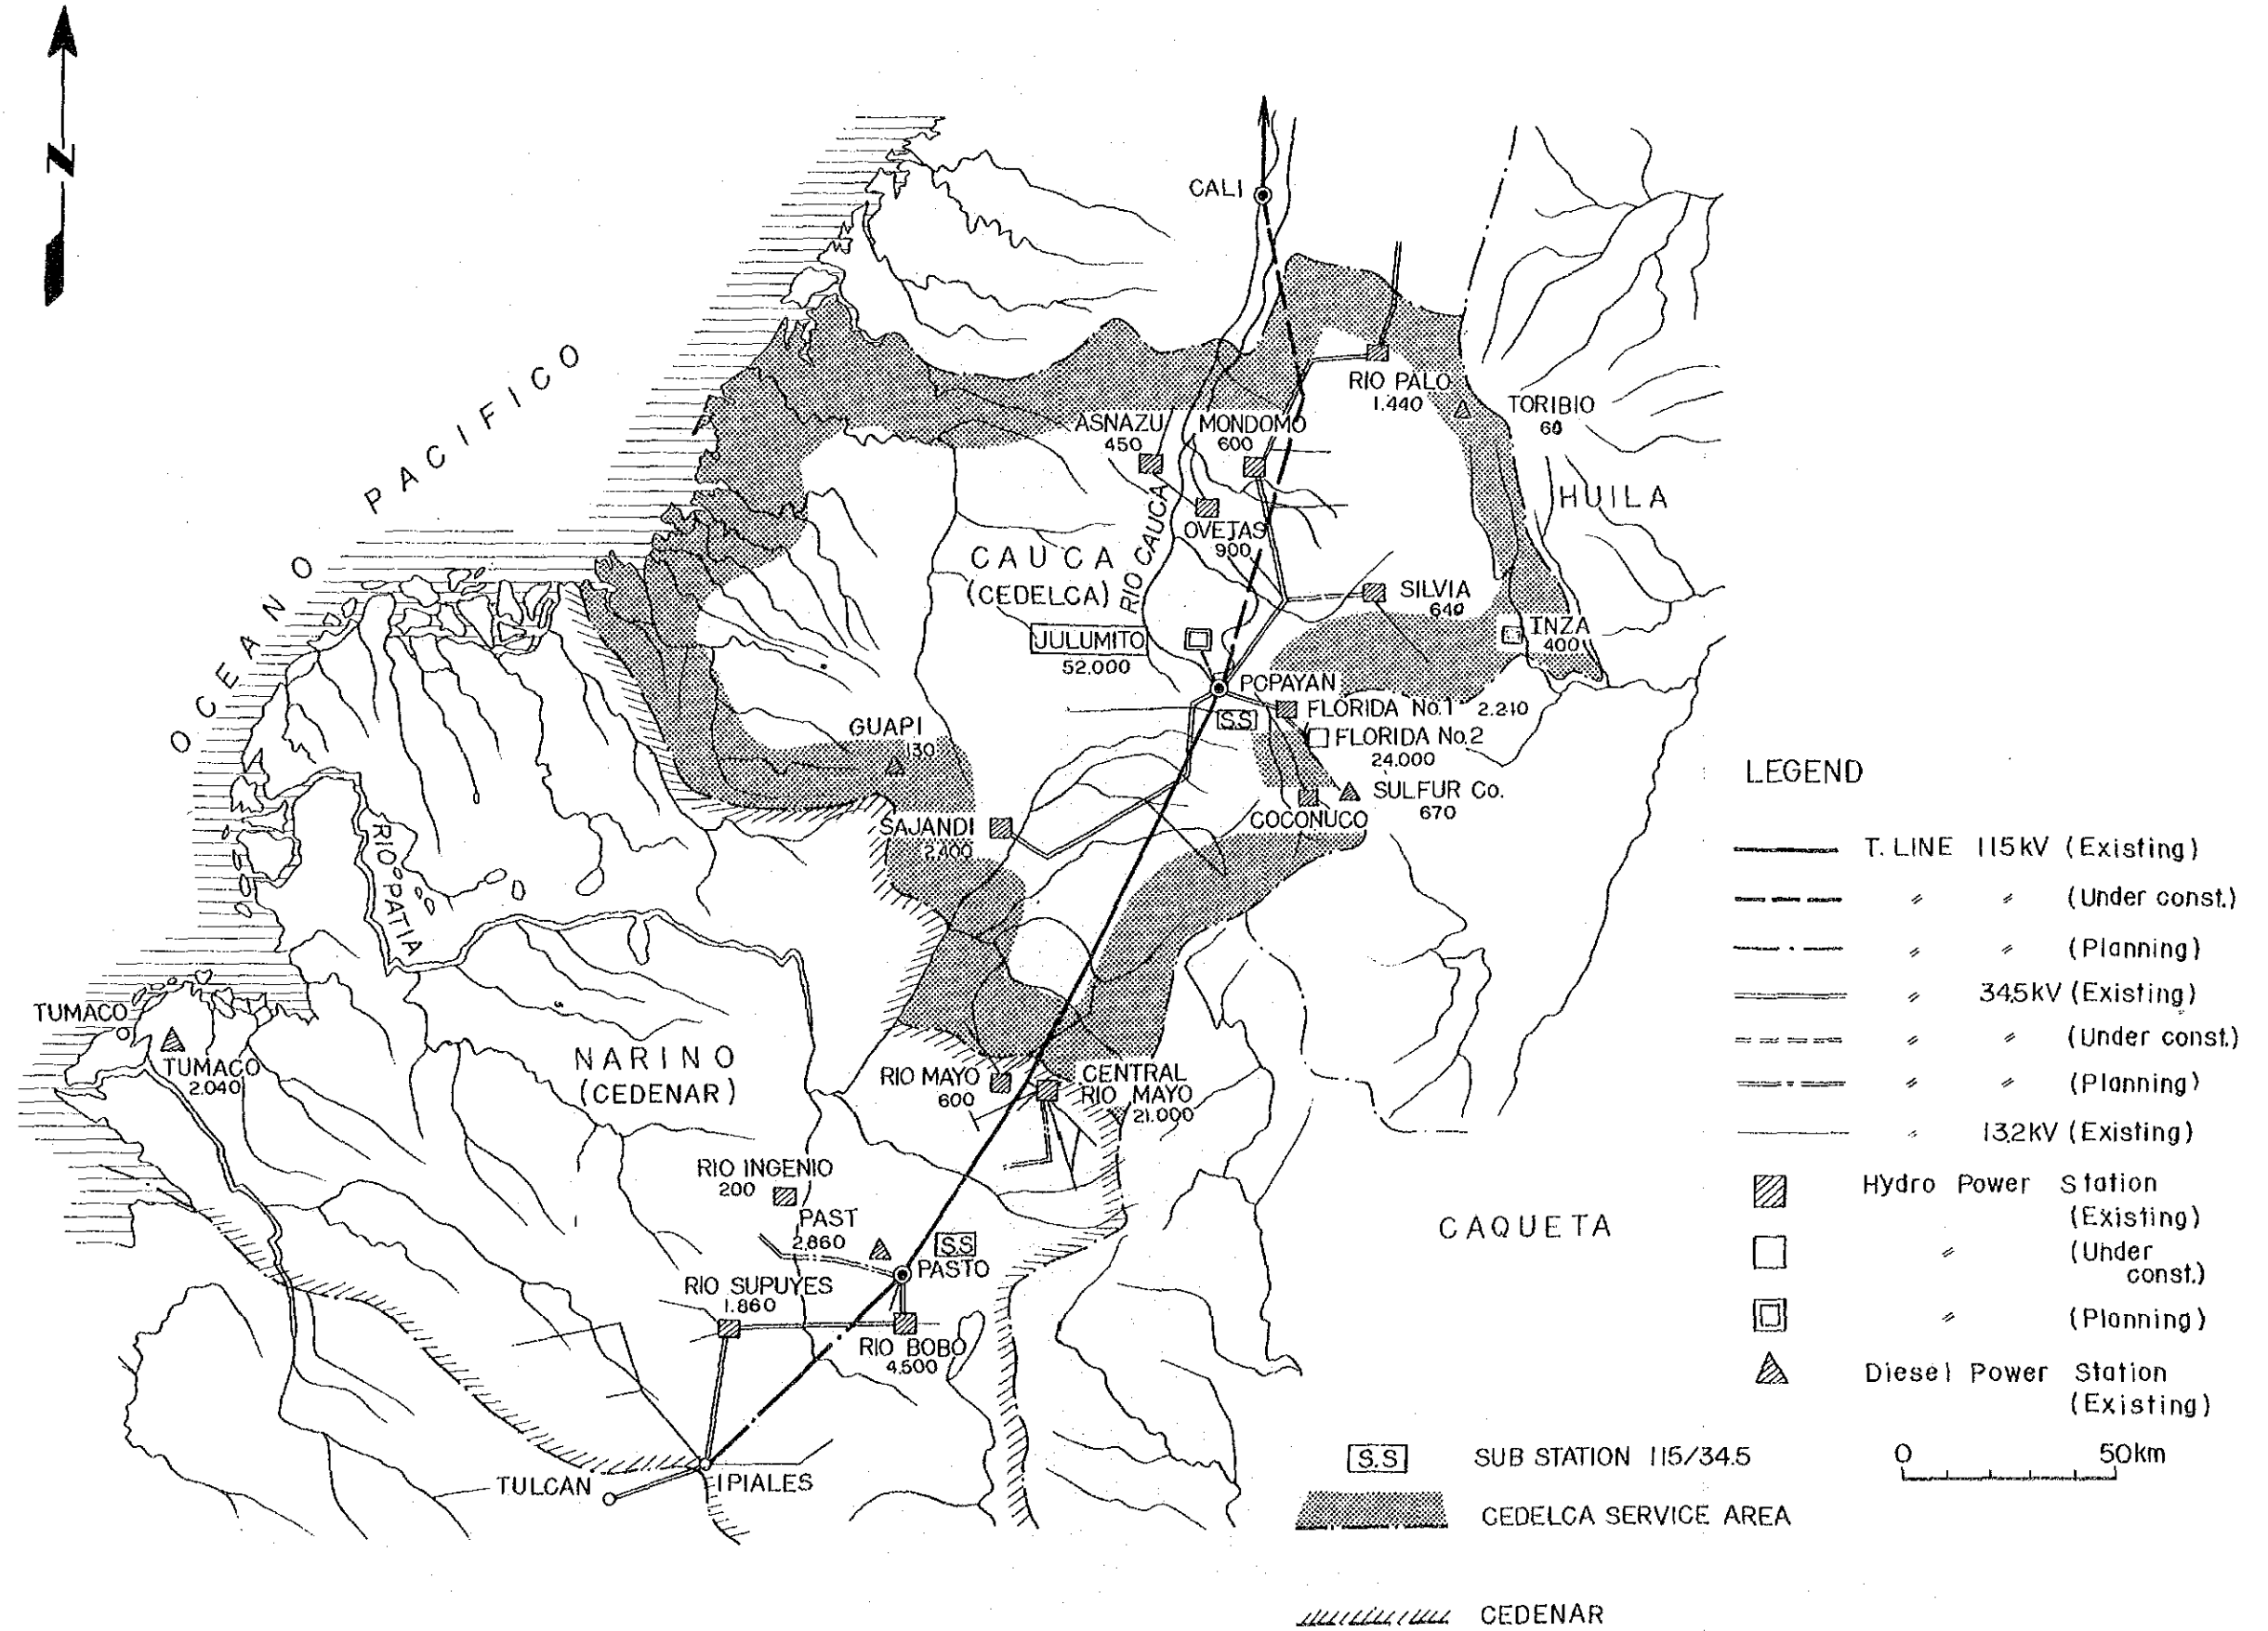 N
CALI
OCEANO PACIFICO
RIO PALO
1.440
TORIBIO
60
ASNAZU
450
MONDOMO
600
HUILA
OVEJAS
900
RIO CAUCA
CAUCA
(CEDELCA)
SILVIA
640
INZA
400
JULUMITO
52.000
POPAYAN
S.S
FLORIDA No.1 2.210
FLORIDA No.2
24.000
GUAPI
130
SULFUR Co.
670
COCONUCO
SAJANDI
2.400
RIO PATIA
TUMACO
TUMACO
2.040
NARINO
(CEDENAR)
RIO MAYO
600
CENTRAL
RIO MAYO
21.000
RIO INGENIO
200
PAST
2.860
S.S
PASTO
CAQUETA
RIO SUPUYES
1.860
RIO BOBO
4.500
TULCAN
IPIALES
LEGEND
T. LINE 115KV (Existing)
〃 〃 (Under const.)
〃 〃 (Planning)
〃 34.5KV (Existing)
〃 〃 (Under const.)
〃 〃 (Planning)
〃 13.2KV (Existing)
Hydro Power Station
(Existing)
〃 (Under
const.)
〃 (Planning)
Diesel Power Station
(Existing)
0 50km
S.S SUB STATION 115/34.5
CEDELCA SERVICE AREA
CEDENAR